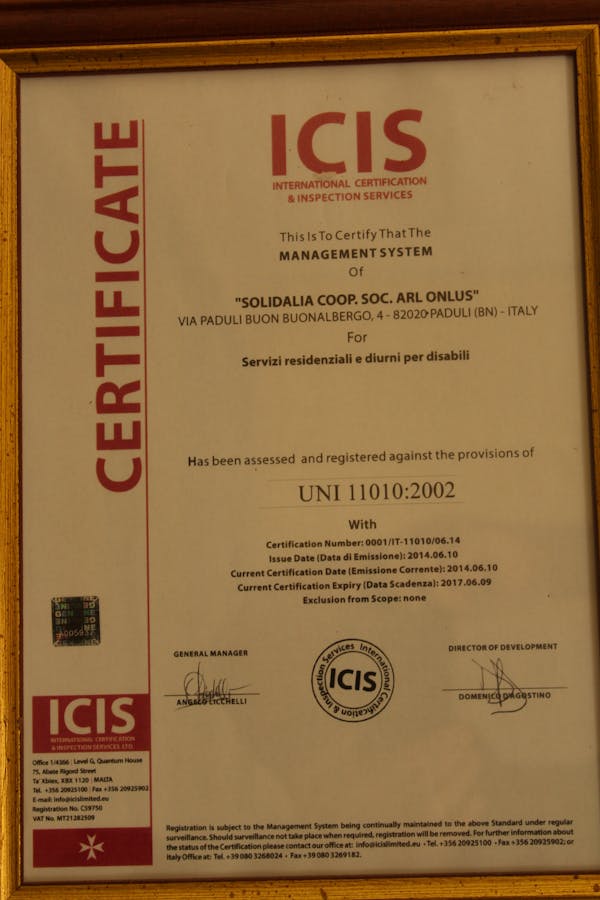 CERTIFICATE
ICIS
INTERNATIONAL CERTIFICATION
& INSPECTION SERVICES
This Is To Certify That The
MANAGEMENT SYSTEM
Of
"SOLIDALIA COOP. SOC. ARL ONLUS"
VIA PADULI BUON BUONALBERGO, 4 - 82020 PADULI (BN) - ITALY
For
Servizi residenziali e diurni per disabili
Has been assessed and registered against the provisions of
UNI 11010:2002
With
Certification Number: 0001/IT-11010/06.14
Issue Date (Data di Emissione): 2014.06.10
Current Certification Date (Emissione Corrente): 2014.06.10
Current Certification Expiry (Data Scadenza): 2017.06.09
Exclusion from Scope: none
GENERAL MANAGER
ANGELO LICCHELLI
ICIS
International Certification & Inspection Services
DIRECTOR OF DEVELOPMENT
DOMENICO D'AGOSTINO
ICIS
INTERNATIONAL CERTIFICATION
& INSPECTION SERVICES LTD.
Office 1/4366 | Level G, Quantum House
75, Abate Rigord Street
Ta' Xbiex, XBX 1120 | MALTA
Tel. +356 20925100 | Fax +356 20925902
E-mail: info@icislimited.eu
Registration No. C59750
VAT No. MT21282509
Registration is subject to the Management System being continually maintained to the above Standard under regular
surveillance. Should surveillance not take place when required, registration will be removed. For further information about
the status of the Certification please contact our office at: info@icislimited.eu • Tel. +356 20925100 • Fax +356 20925902; or
Italy Office at: Tel. +39 080 3268024 • Fax +39 080 3269182.